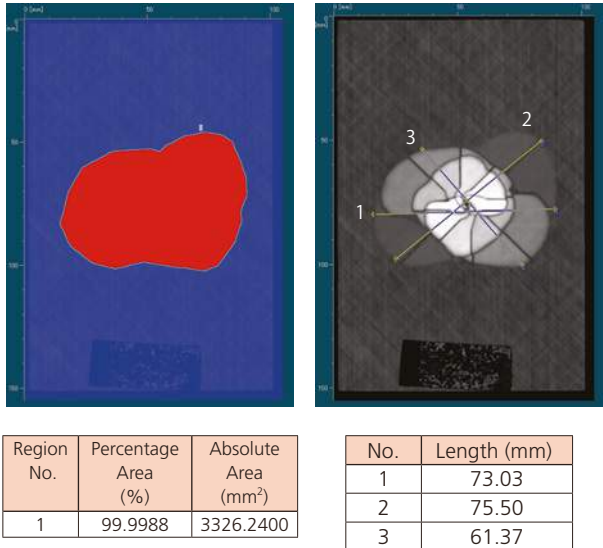 0 [mm]
50
100
[mm]
50
100
150
0 [mm]
50
100
[mm]
50
100
150
1
2
3
Region No. Percentage Area (%) Absolute Area (mm²)
1 99.9988 3326.2400
No. Length (mm)
1 73.03
2 75.50
3 61.37